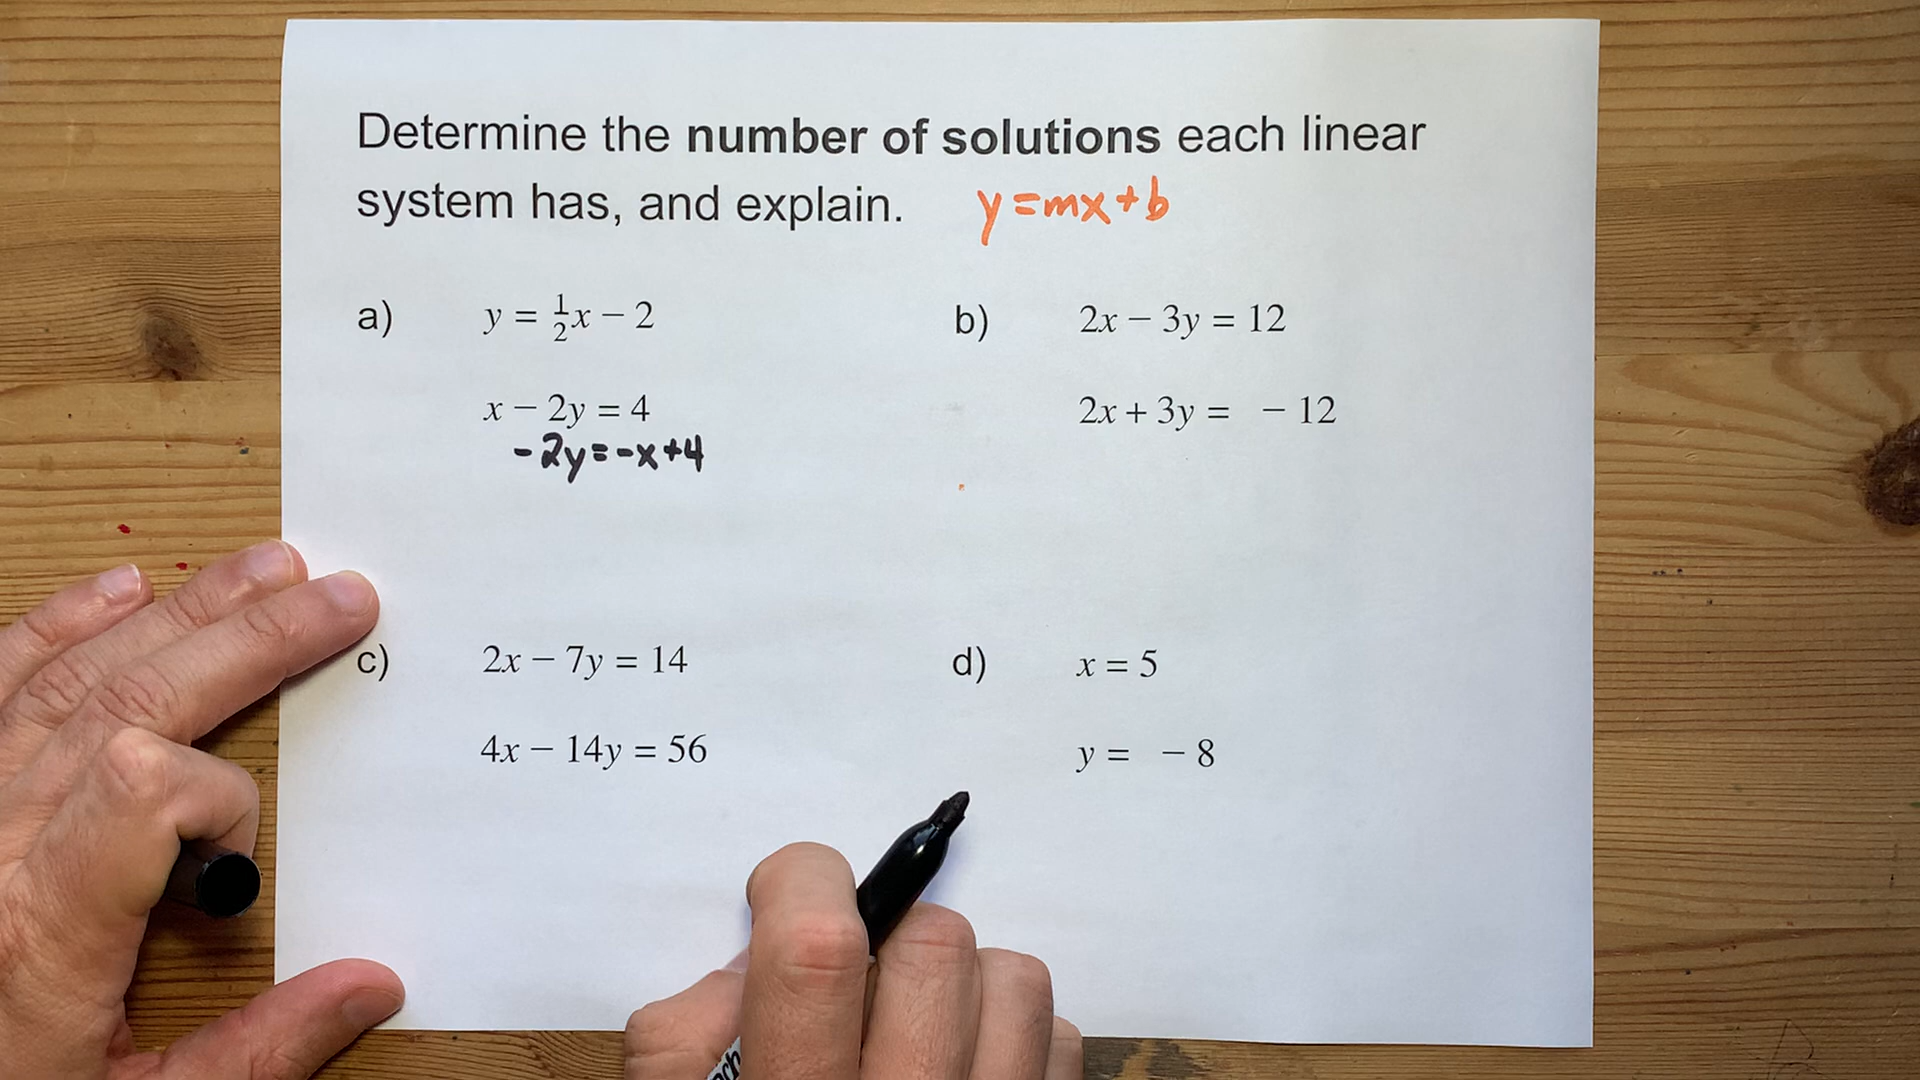 Determine the number of solutions each linear
system has, and explain. y=mx+b
a) y = 1/2x − 2
x − 2y = 4
-2y=-x+4
b) 2x − 3y = 12
2x + 3y = − 12
c) 2x − 7y = 14
4x − 14y = 56
d) x = 5
y = − 8